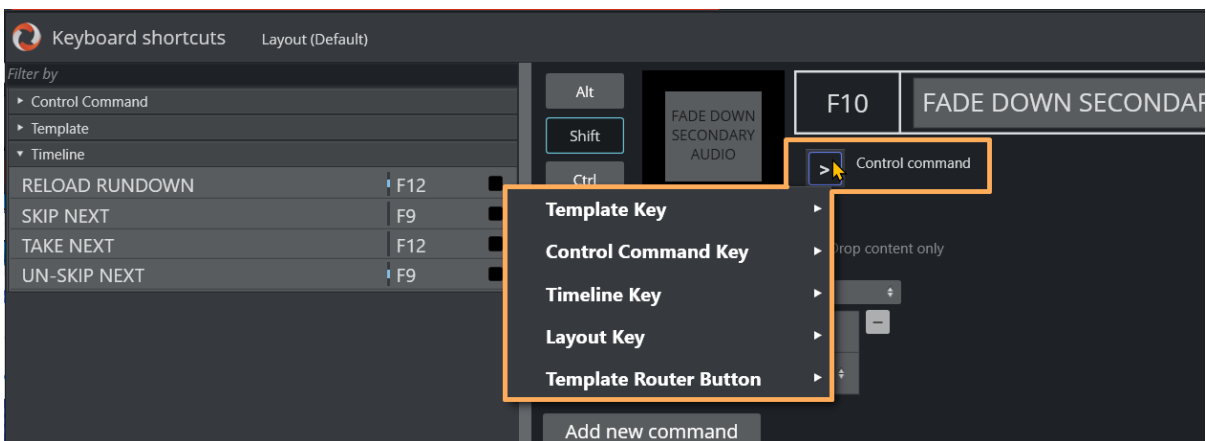 Keyboard shortcuts Layout (Default)
Filter by
Control Command
Template
Timeline
RELOAD RUNDOWN F12
SKIP NEXT F9
TAKE NEXT F12
UN-SKIP NEXT F9
Alt
Shift
Ctrl
FADE DOWN
SECONDARY
AUDIO
F10 FADE DOWN SECONDAR
> Control command
Template Key
Control Command Key
Timeline Key
Layout Key
Template Router Button
Drop content only
Add new command